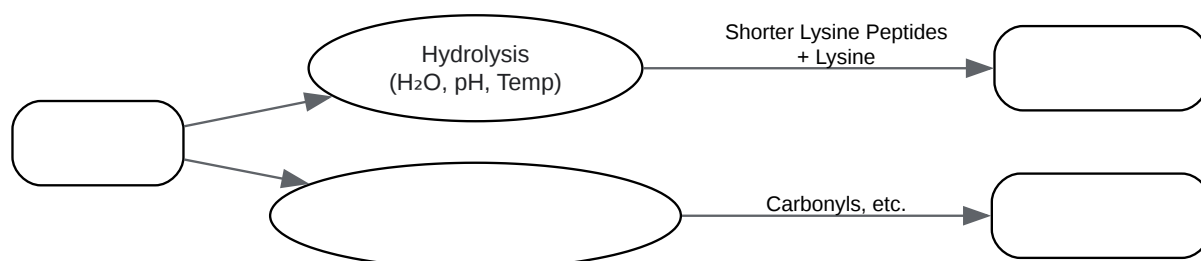 Hydrolysis
(H₂O, pH, Temp)
Shorter Lysine Peptides
+ Lysine
Carbonyls, etc.